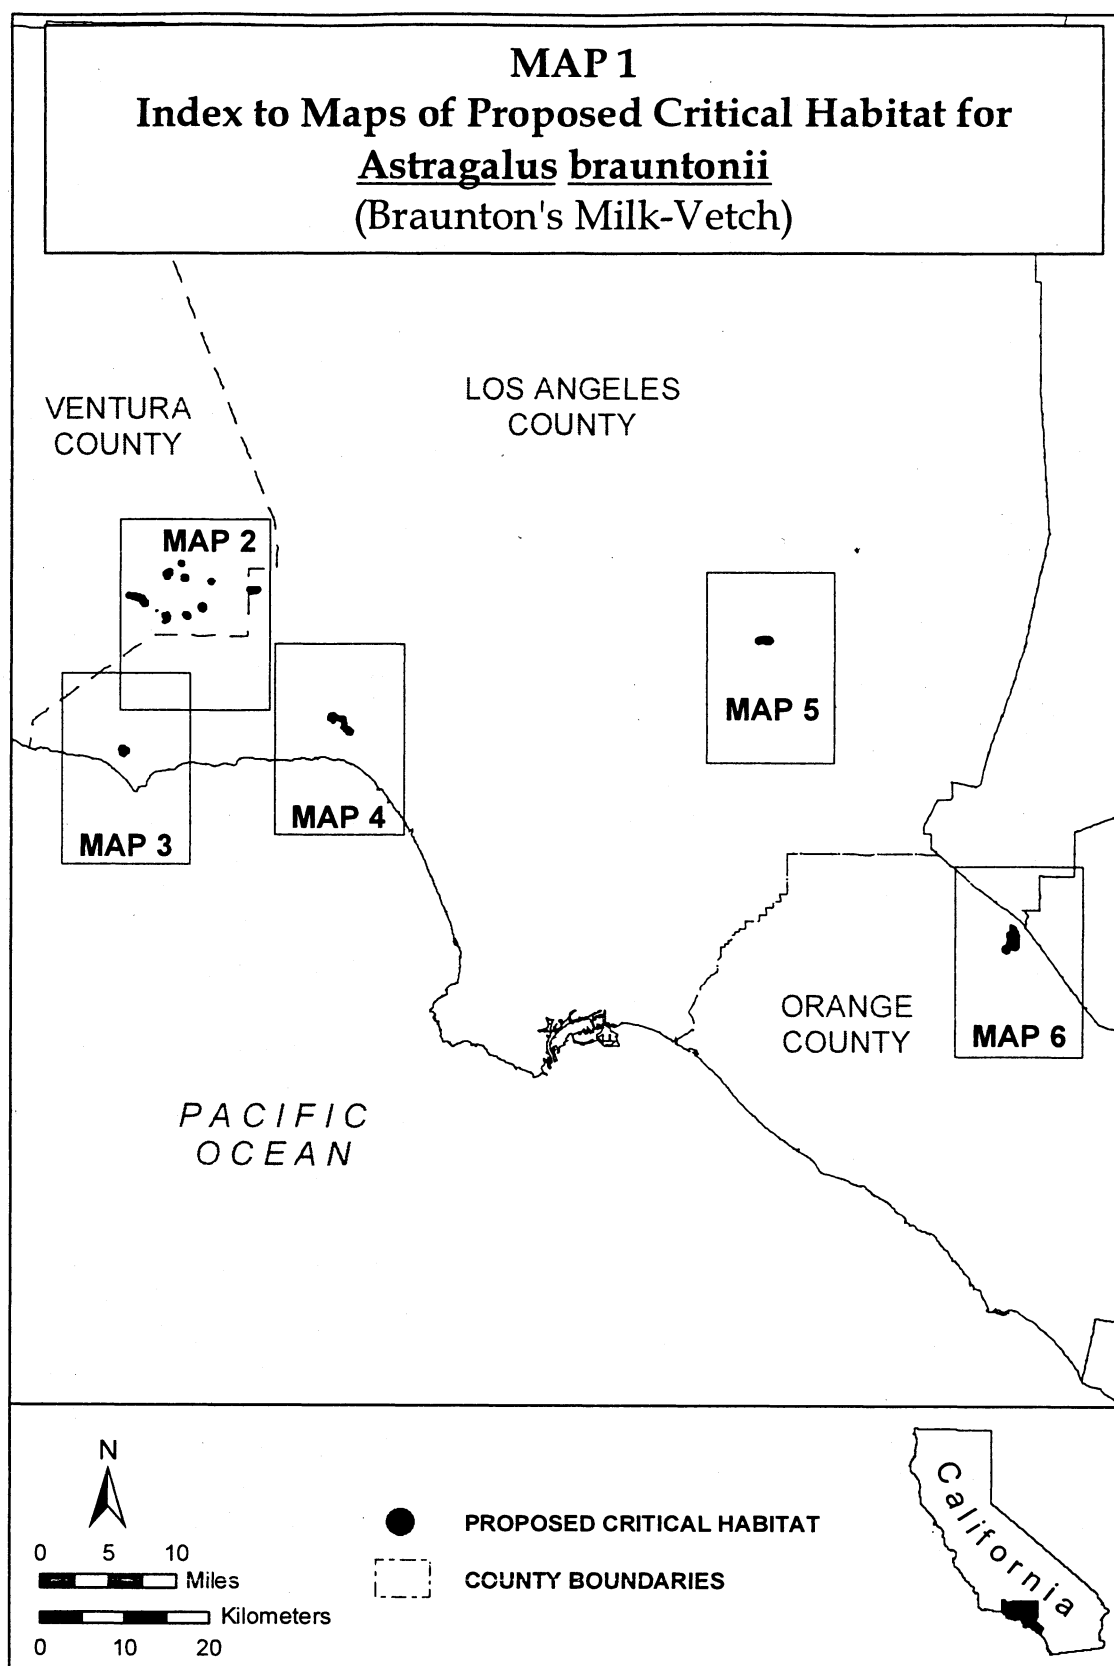 MAP 1
Index to Maps of Proposed Critical Habitat for
Astragalus brauntonii
(Braunton's Milk-Vetch)
VENTURA
COUNTY
LOS ANGELES
COUNTY
MAP 2
MAP 5
MAP 4
MAP 3
ORANGE
COUNTY
MAP 6
PACIFIC
OCEAN
N
0 5 10
Miles
Kilometers
0 10 20
PROPOSED CRITICAL HABITAT
COUNTY BOUNDARIES
California